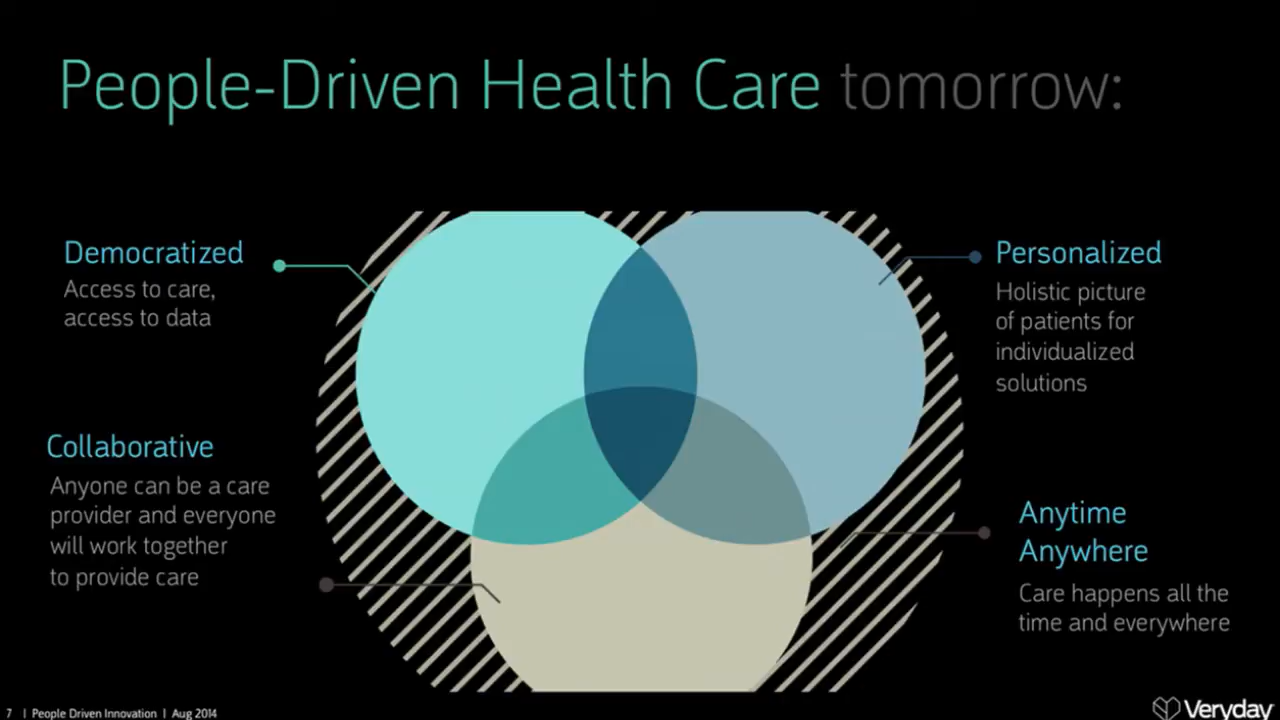 People-Driven Health Care tomorrow:
Democratized
Access to care,
access to data
Collaborative
Anyone can be a care
provider and everyone
will work together
to provide care
Personalized
Holistic picture
of patients for
individualized
solutions
Anytime
Anywhere
Care happens all the
time and everywhere
7 | People Driven Innovation | Aug 2014
Veryday